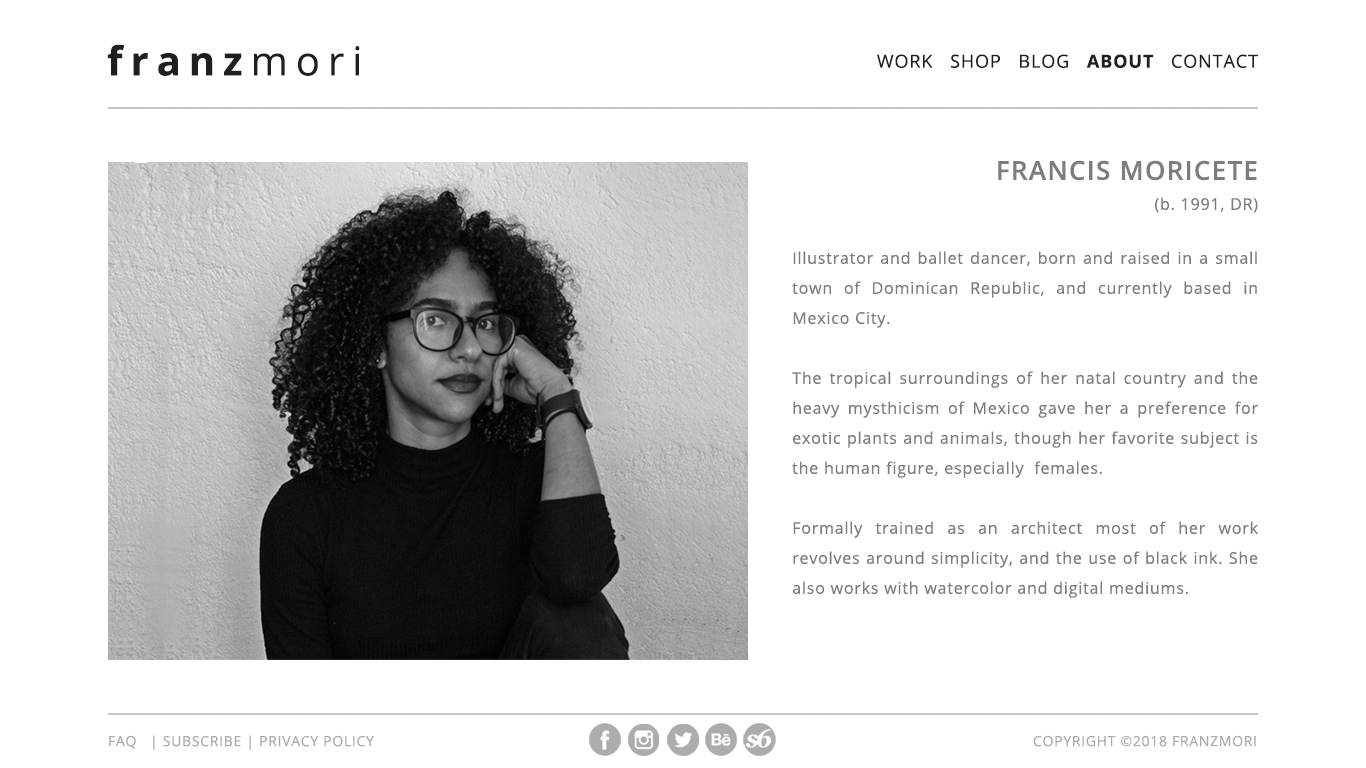 franzmori
WORK SHOP BLOG ABOUT CONTACT
FRANCIS MORICETE
(b. 1991, DR)
Illustrator and ballet dancer, born and raised in a small
town of Dominican Republic, and currently based in
Mexico City.
The tropical surroundings of her natal country and the
heavy mysthicism of Mexico gave her a preference for
exotic plants and animals, though her favorite subject is
the human figure, especially females.
Formally trained as an architect most of her work
revolves around simplicity, and the use of black ink. She
also works with watercolor and digital mediums.
FAQ | SUBSCRIBE | PRIVACY POLICY
f Bē s6
COPYRIGHT ©2018 FRANZMORI